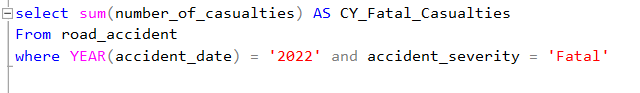 select sum(number_of_casualties) AS CY_Fatal_Casualties
From road_accident
where YEAR(accident_date) = '2022' and accident_severity = 'Fatal'